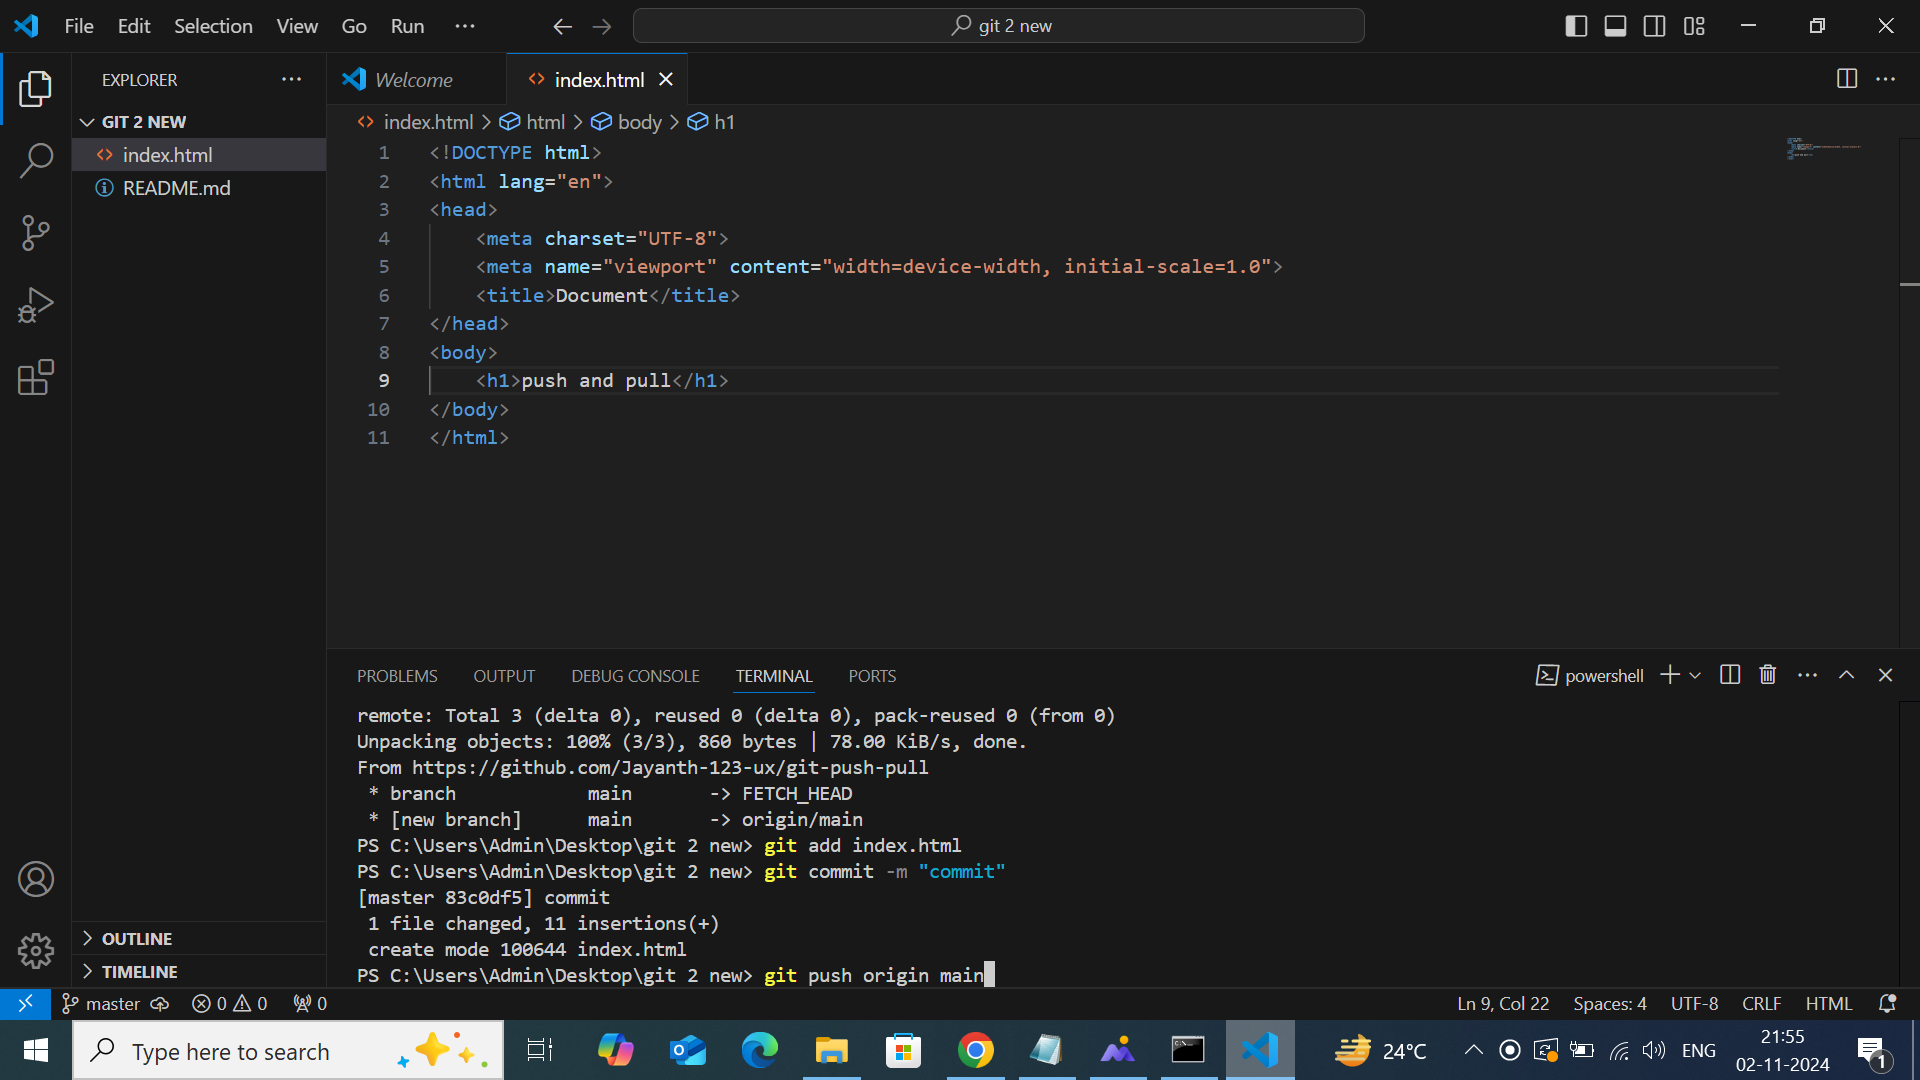 File Edit Selection View Go Run ···
git 2 new
EXPLORER
GIT 2 NEW
index.html
README.md
OUTLINE
TIMELINE
Welcome
index.html
index.html > html > body > h1
1 <!DOCTYPE html>
2 <html lang="en">
3 <head>
4 <meta charset="UTF-8">
5 <meta name="viewport" content="width=device-width, initial-scale=1.0">
6 <title>Document</title>
7 </head>
8 <body>
9 <h1>push and pull</h1>
10 </body>
11 </html>
PROBLEMS OUTPUT DEBUG CONSOLE TERMINAL PORTS
powershell
remote: Total 3 (delta 0), reused 0 (delta 0), pack-reused 0 (from 0)
Unpacking objects: 100% (3/3), 860 bytes | 78.00 KiB/s, done.
From https://github.com/Jayanth-123-ux/git-push-pull
* branch main -> FETCH_HEAD
* [new branch] main -> origin/main
PS C:\Users\Admin\Desktop\git 2 new> git add index.html
PS C:\Users\Admin\Desktop\git 2 new> git commit -m "commit"
[master 83c0df5] commit
1 file changed, 11 insertions(+)
create mode 100644 index.html
PS C:\Users\Admin\Desktop\git 2 new> git push origin main
master 0 0 0
Ln 9, Col 22 Spaces: 4 UTF-8 CRLF HTML
Type here to search
24°C
ENG
21:55
02-11-2024
1